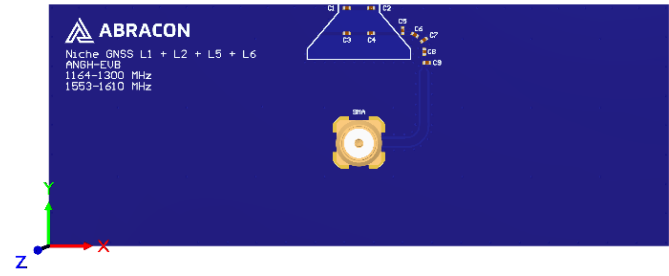 ABRACON
Niche GNSS L1 + L2 + L5 + L6
ANGH-EVB
1164-1300 MHz
1553-1610 MHz
C1
C2
C3
C4
C5
C6
C7
C8
C9
SMA
Y
X
Z